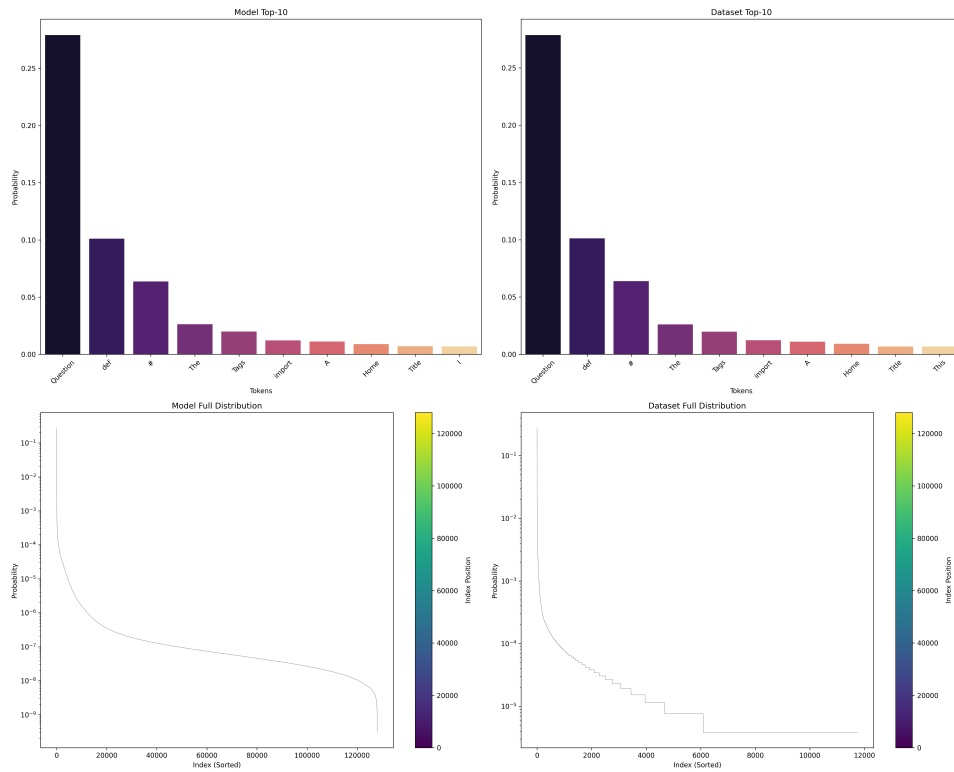 Model Top-10
Probability
0.25
0.20
0.15
0.10
0.05
0.00
Question
def
#
The
Tags
import
A
Home
Title
I
Tokens
Dataset Top-10
Probability
0.25
0.20
0.15
0.10
0.05
0.00
Question
def
#
The
Tags
import
A
Home
Title
This
Tokens
Model Full Distribution
Probability
10⁻¹
10⁻²
10⁻³
10⁻⁴
10⁻⁵
10⁻⁶
10⁻⁷
10⁻⁸
10⁻⁹
0 20000 40000 60000 80000 100000 120000
Index (Sorted)
120000
100000
80000
60000
40000
20000
0
Index Position
Dataset Full Distribution
Probability
10⁻¹
10⁻²
10⁻³
10⁻⁴
10⁻⁵
0 2000 4000 6000 8000 10000 12000
Index (Sorted)
120000
100000
80000
60000
40000
20000
0
Index Position